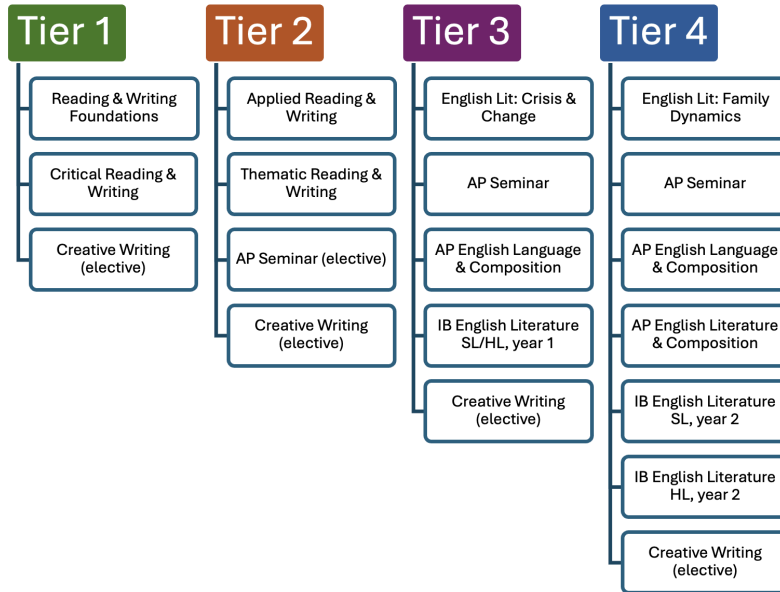 Tier 1
Reading & Writing
Foundations
Critical Reading &
Writing
Creative Writing
(elective)
Tier 2
Applied Reading &
Writing
Thematic Reading &
Writing
AP Seminar (elective)
Creative Writing
(elective)
Tier 3
English Lit: Crisis &
Change
AP Seminar
AP English Language
& Composition
IB English Literature
SL/HL, year 1
Creative Writing
(elective)
Tier 4
English Lit: Family
Dynamics
AP Seminar
AP English Language
& Composition
AP English Literature
& Composition
IB English Literature
SL, year 2
IB English Literature
HL, year 2
Creative Writing
(elective)